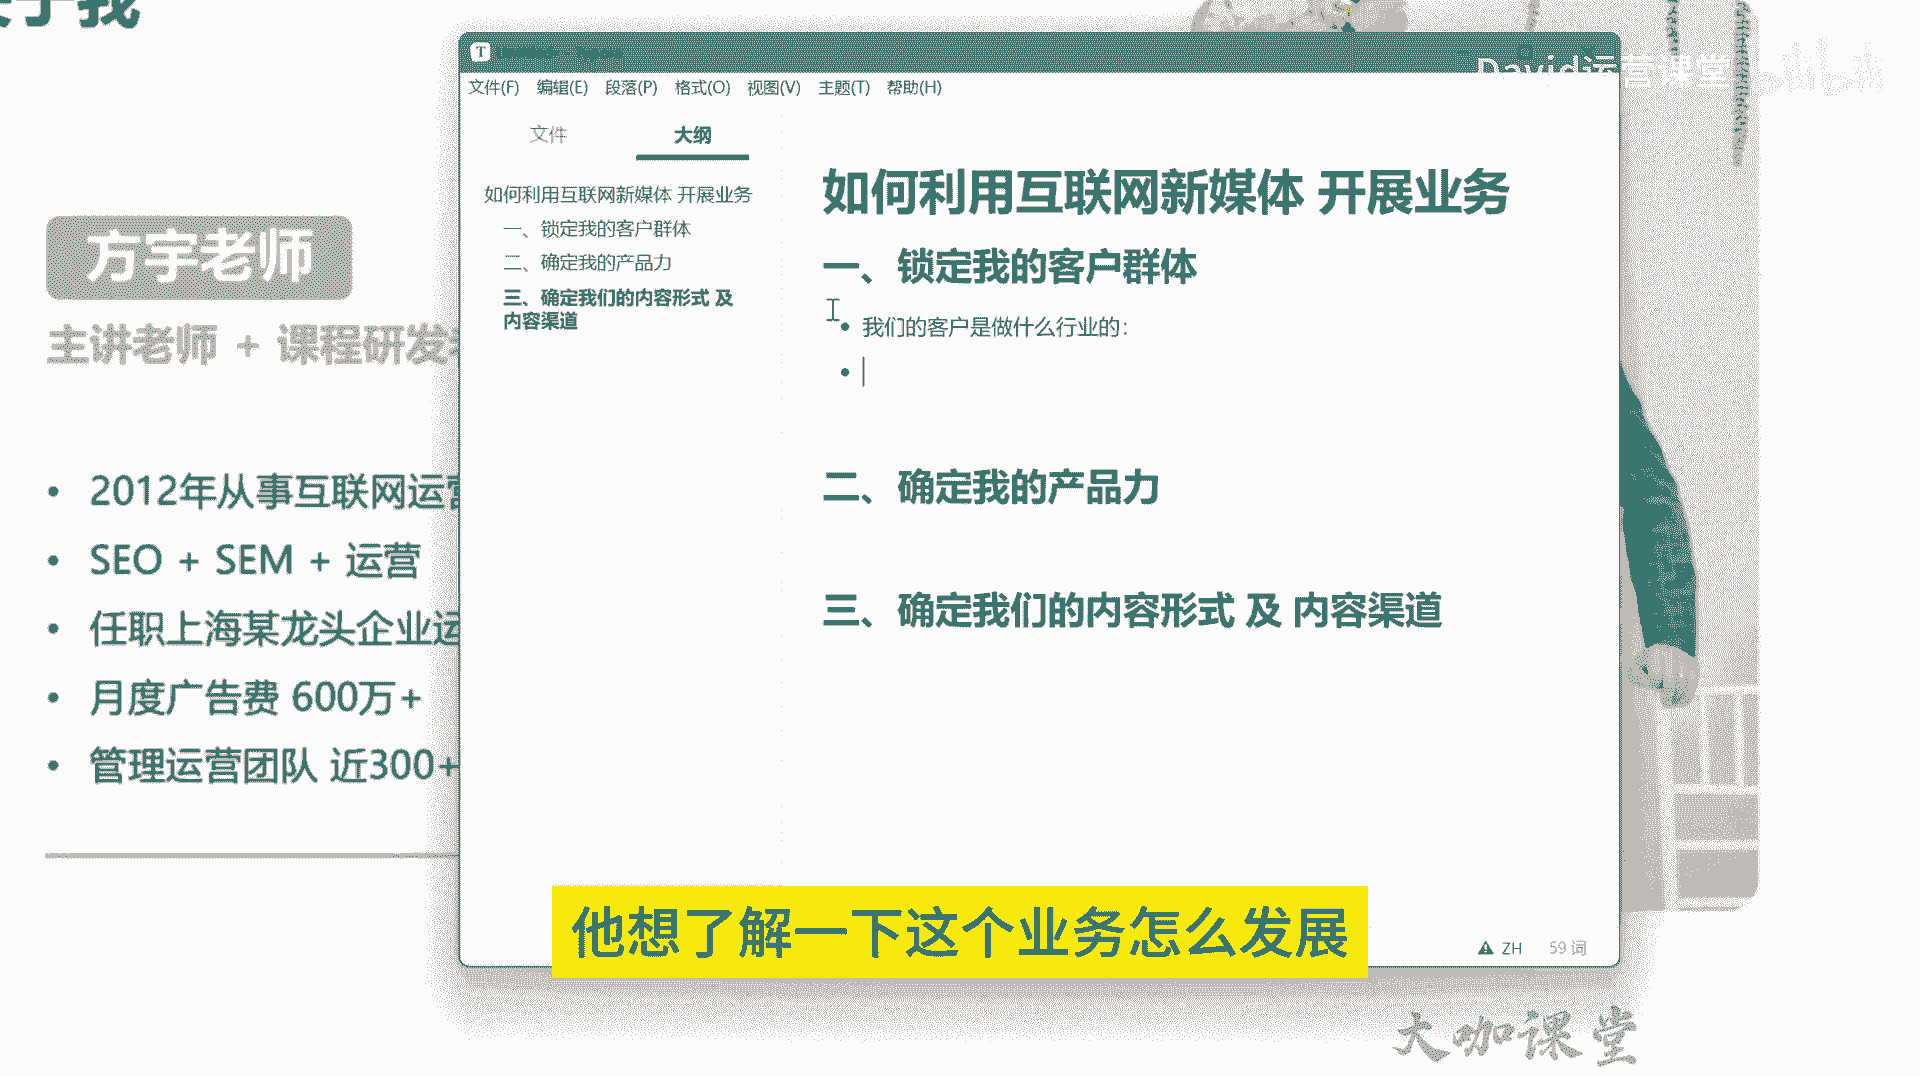 关于我
方宇老师
主讲老师 + 课程研发
2012年从事互联网运营
SEO + SEM + 运营
任职上海某龙头企业运
月度广告费 600万+
管理运营团队 近300+
T
David运营课堂
bilibili
文件(F) 编辑(E) 段落(P) 格式(O) 视图(V) 主题(T) 帮助(H)
文件 大纲
如何利用互联网新媒体 开展业务
一、锁定我的客户群体
二、确定我的产品力
三、确定我们的内容形式 及
内容渠道
如何利用互联网新媒体 开展业务
一、锁定我的客户群体
我们的客户是做什么行业的：
二、确定我的产品力
三、确定我们的内容形式 及 内容渠道
ZH 59 词
他想了解一下这个业务怎么发展
大咖课堂